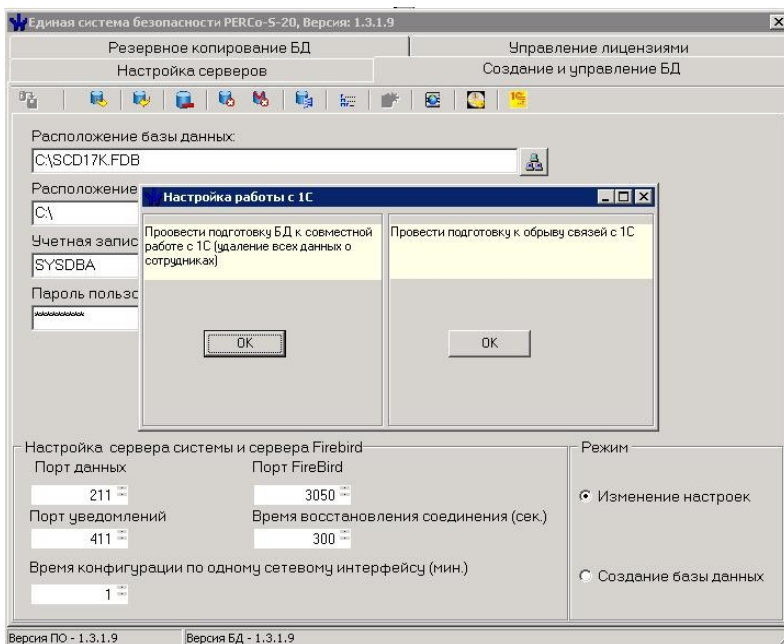 Единая система безопасности PERCo-S-20, Версия: 1.3.1.9
Резервное копирование БД
Управление лицензиями
Настройка серверов
Создание и управление БД
1С
Расположение базы данных:
C:\SCD17K.FDB
Расположение
C:\
Учетная запис
SYSDBA
Пароль пользо
**********
Настройка работы с 1С
Проовести подготовку БД к совместной
работе с 1С (удаление всех данных о
сотрудниках)
OK
Провести подготовку к обрыву связей с 1С
OK
Настройка сервера системы и сервера Firebird
Порт данных
Порт FireBird
211
3050
Порт уведомлений
Время восстановления соединения (сек.)
411
300
Время конфигурации по одному сетевому интерфейсу (мин.)
1
Режим
Изменение настроек
Создание базы данных
Версия ПО - 1.3.1.9
Версия БД - 1.3.1.9